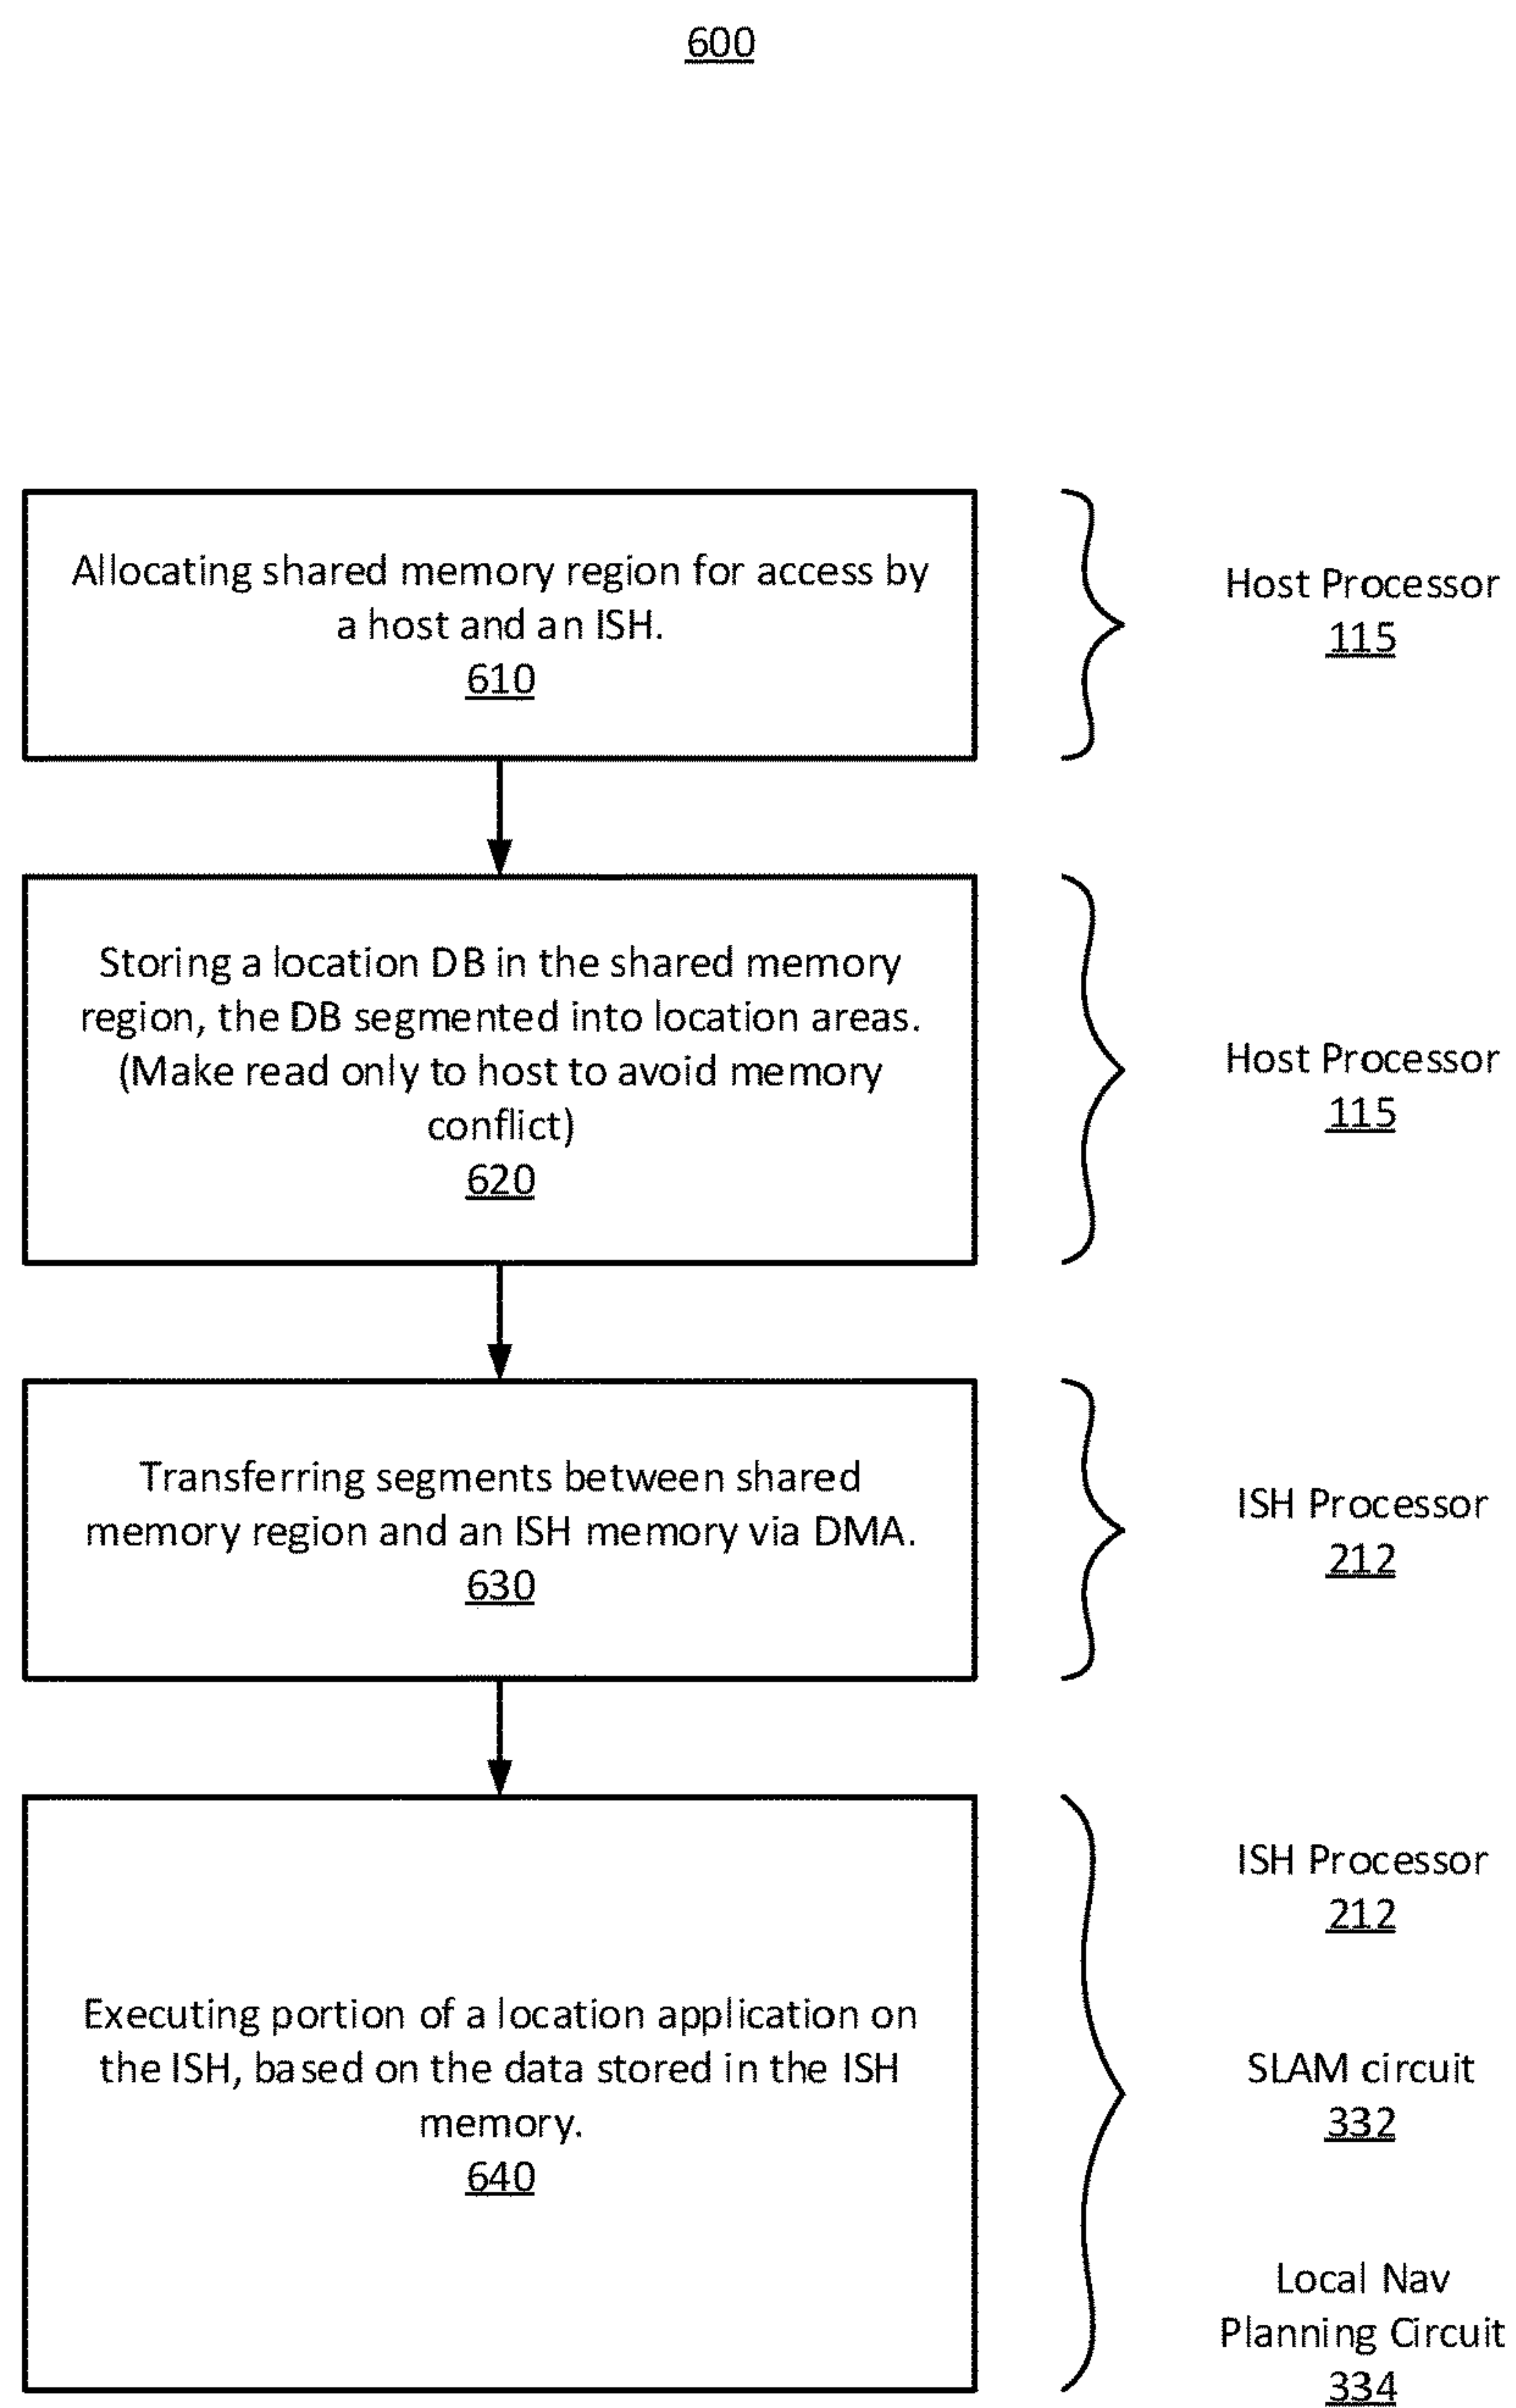 600
Allocating shared memory region for access by
a host and an ISH.
610
Host Processor
115
Storing a location DB in the shared memory
region, the DB segmented into location areas.
(Make read only to host to avoid memory
conflict)
620
Host Processor
115
Transferring segments between shared
memory region and an ISH memory via DMA.
630
ISH Processor
212
Executing portion of a location application on
the ISH, based on the data stored in the ISH
memory.
640
ISH Processor
212
SLAM circuit
332
Local Nav
Planning Circuit
334